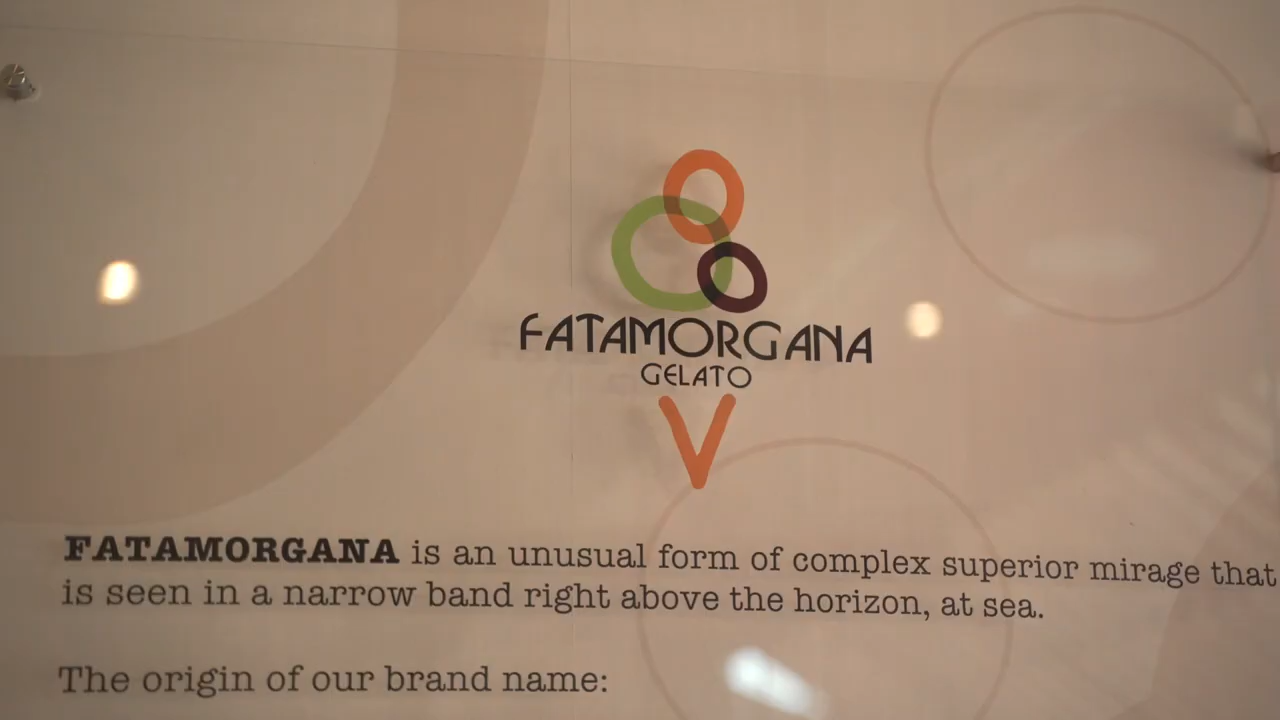 FATAMORGANA
GELATO
FATAMORGANA is an unusual form of complex superior mirage that
is seen in a narrow band right above the horizon, at sea.
The origin of our brand name: